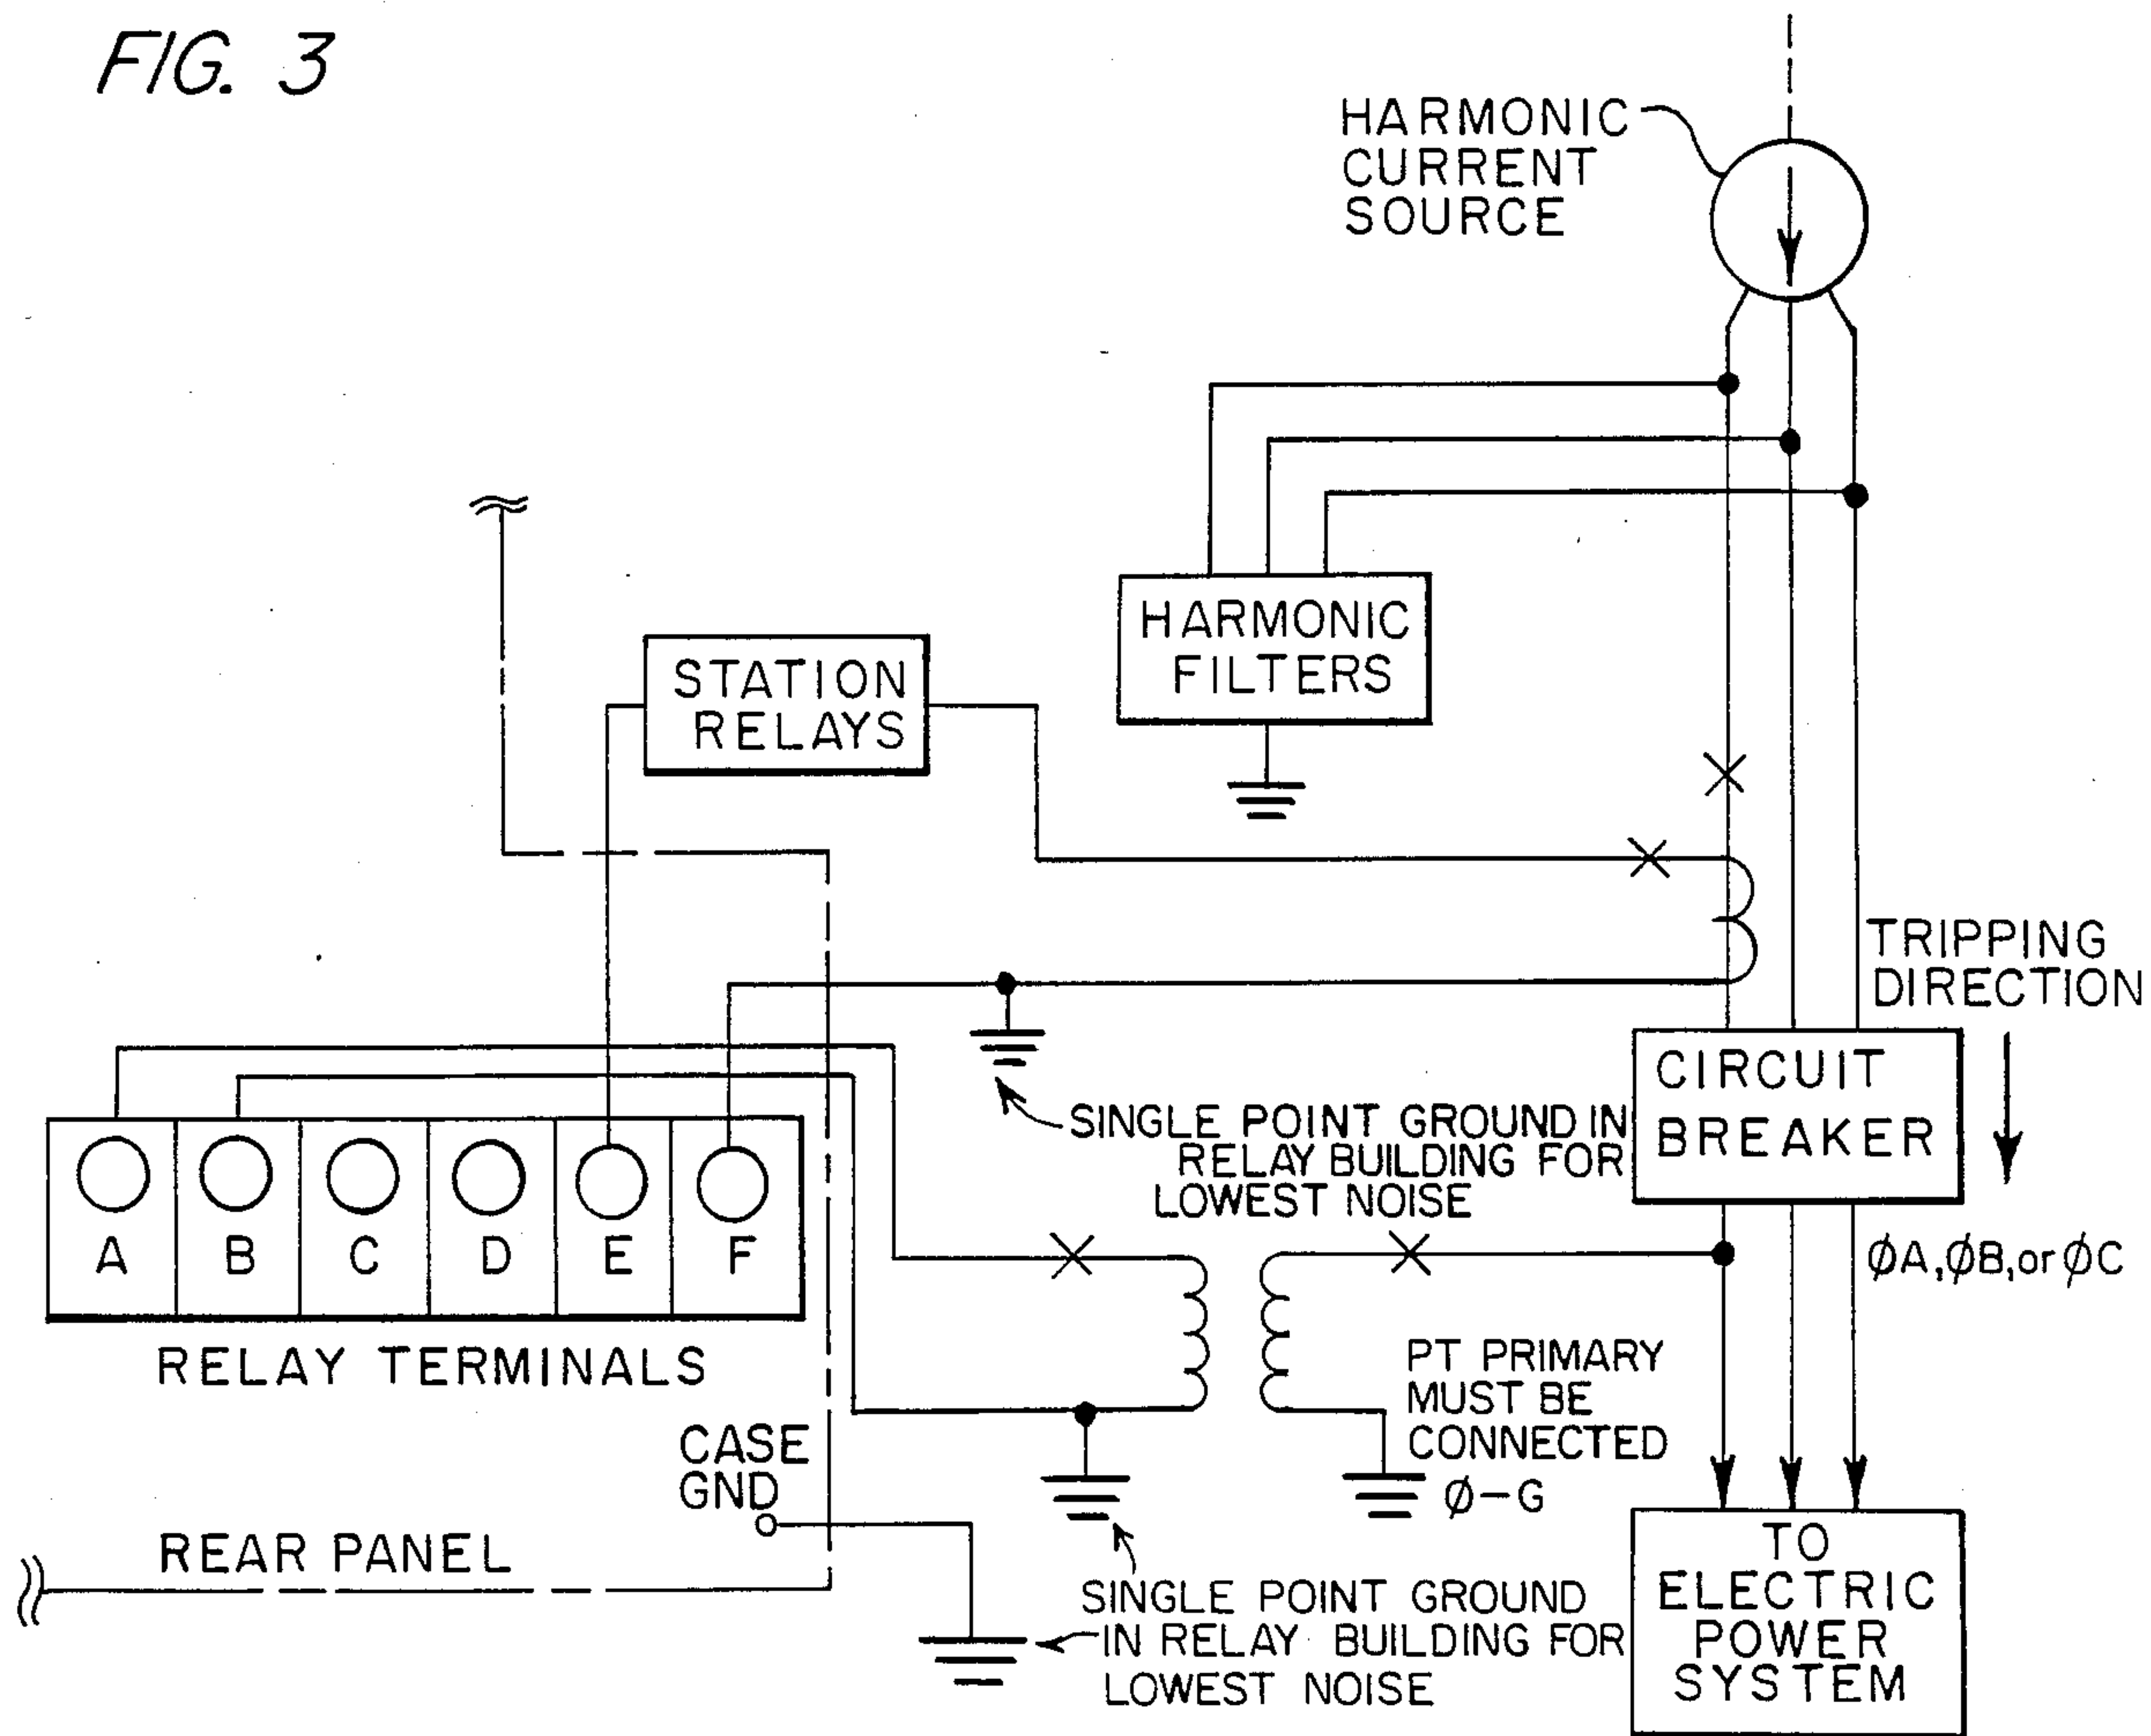 FIG. 3
HARMONIC
CURRENT
SOURCE
HARMONIC
FILTERS
STATION
RELAYS
TRIPPING
DIRECTION
CIRCUIT
BREAKER
SINGLE POINT GROUND IN
RELAY BUILDING FOR
LOWEST NOISE
A B C D E F
RELAY TERMINALS
ØA, ØB, or ØC
PT PRIMARY
MUST BE
CONNECTED
Ø-G
CASE
GND
REAR PANEL
SINGLE POINT GROUND
IN RELAY BUILDING FOR
LOWEST NOISE
TO
ELECTRIC
POWER
SYSTEM